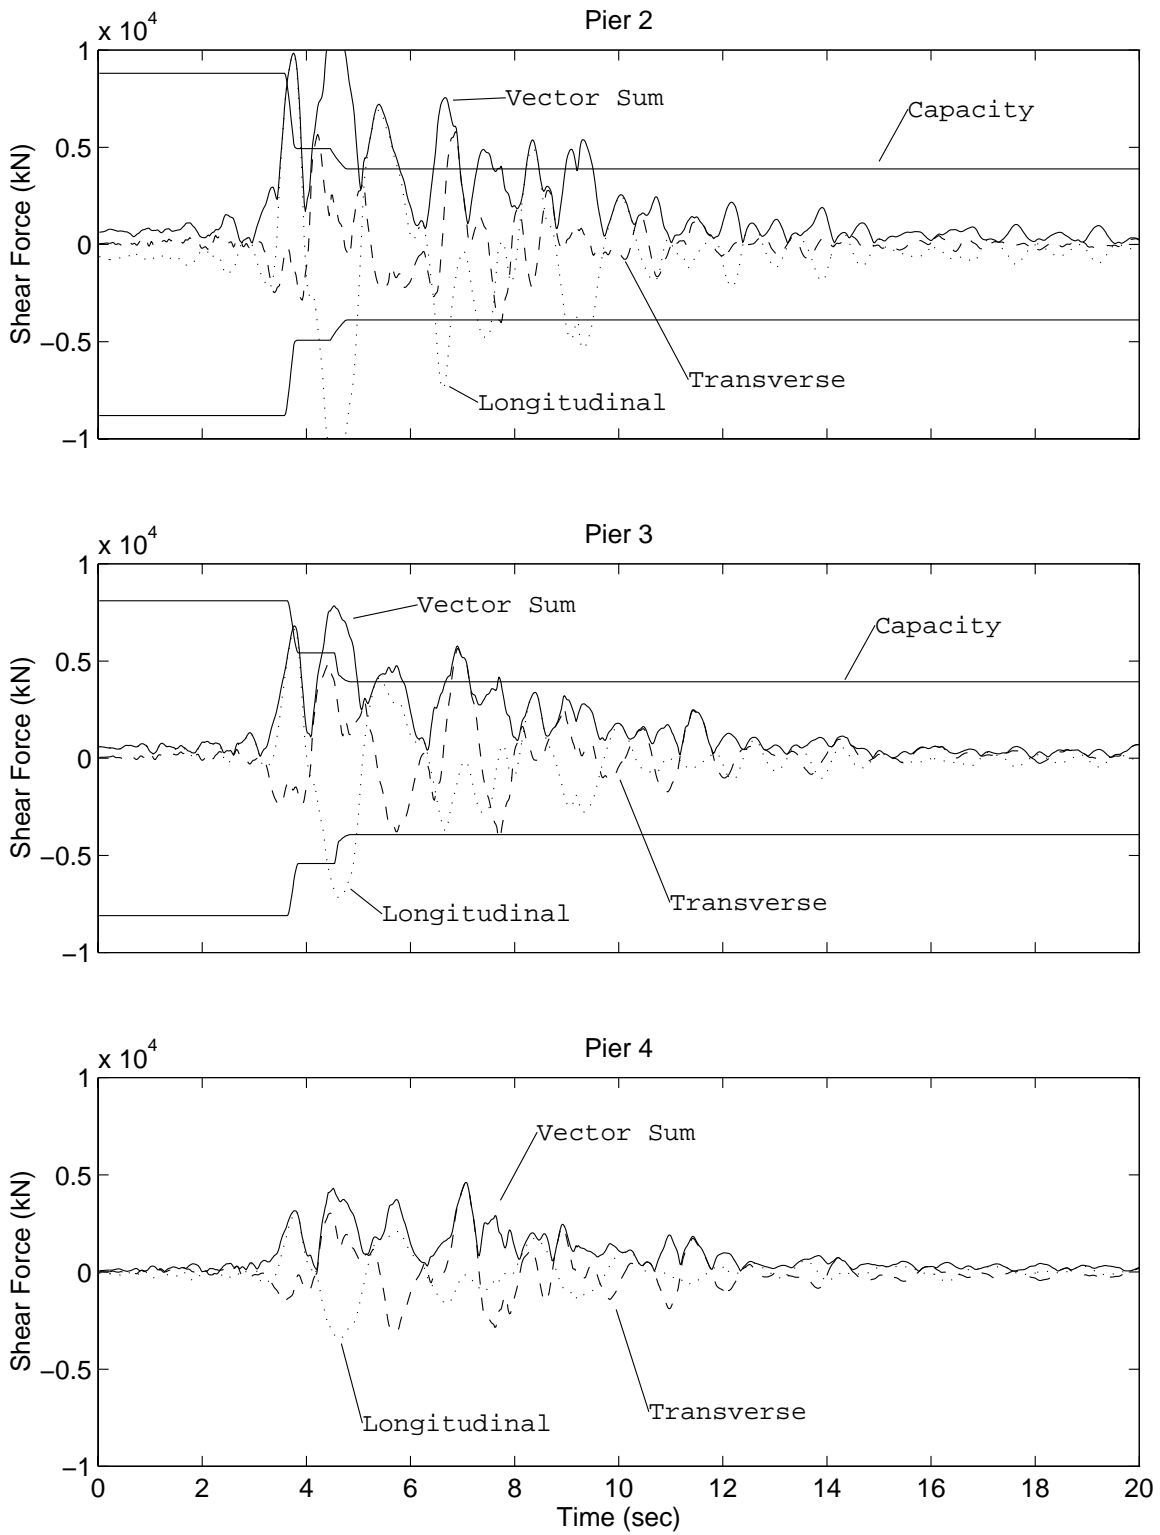 Pier 2
x 10^4
1
0.5
0
−0.5
−1
Shear Force (kN)
Vector Sum
Capacity
Transverse
Longitudinal
Pier 3
x 10^4
1
0.5
0
−0.5
−1
Shear Force (kN)
Vector Sum
Capacity
Transverse
Longitudinal
Pier 4
x 10^4
1
0.5
0
−0.5
−1
Shear Force (kN)
Vector Sum
Transverse
Longitudinal
0 2 4 6 8 10 12 14 16 18 20
Time (sec)